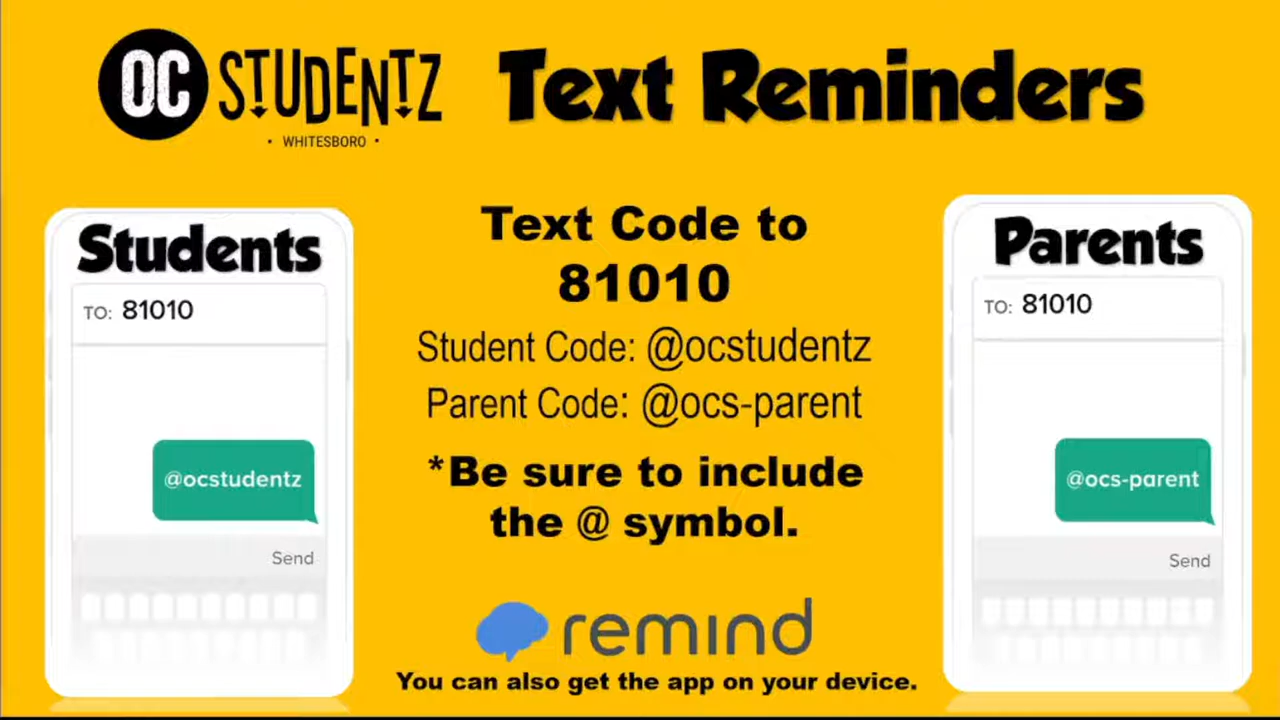 OC STUDENTZ
• WHITESBORO •
Text Reminders
Students
TO: 81010
@ocstudentz
Send
Text Code to
81010
Student Code: @ocstudentz
Parent Code: @ocs-parent
*Be sure to include
the @ symbol.
remind
You can also get the app on your device.
Parents
TO: 81010
@ocs-parent
Send